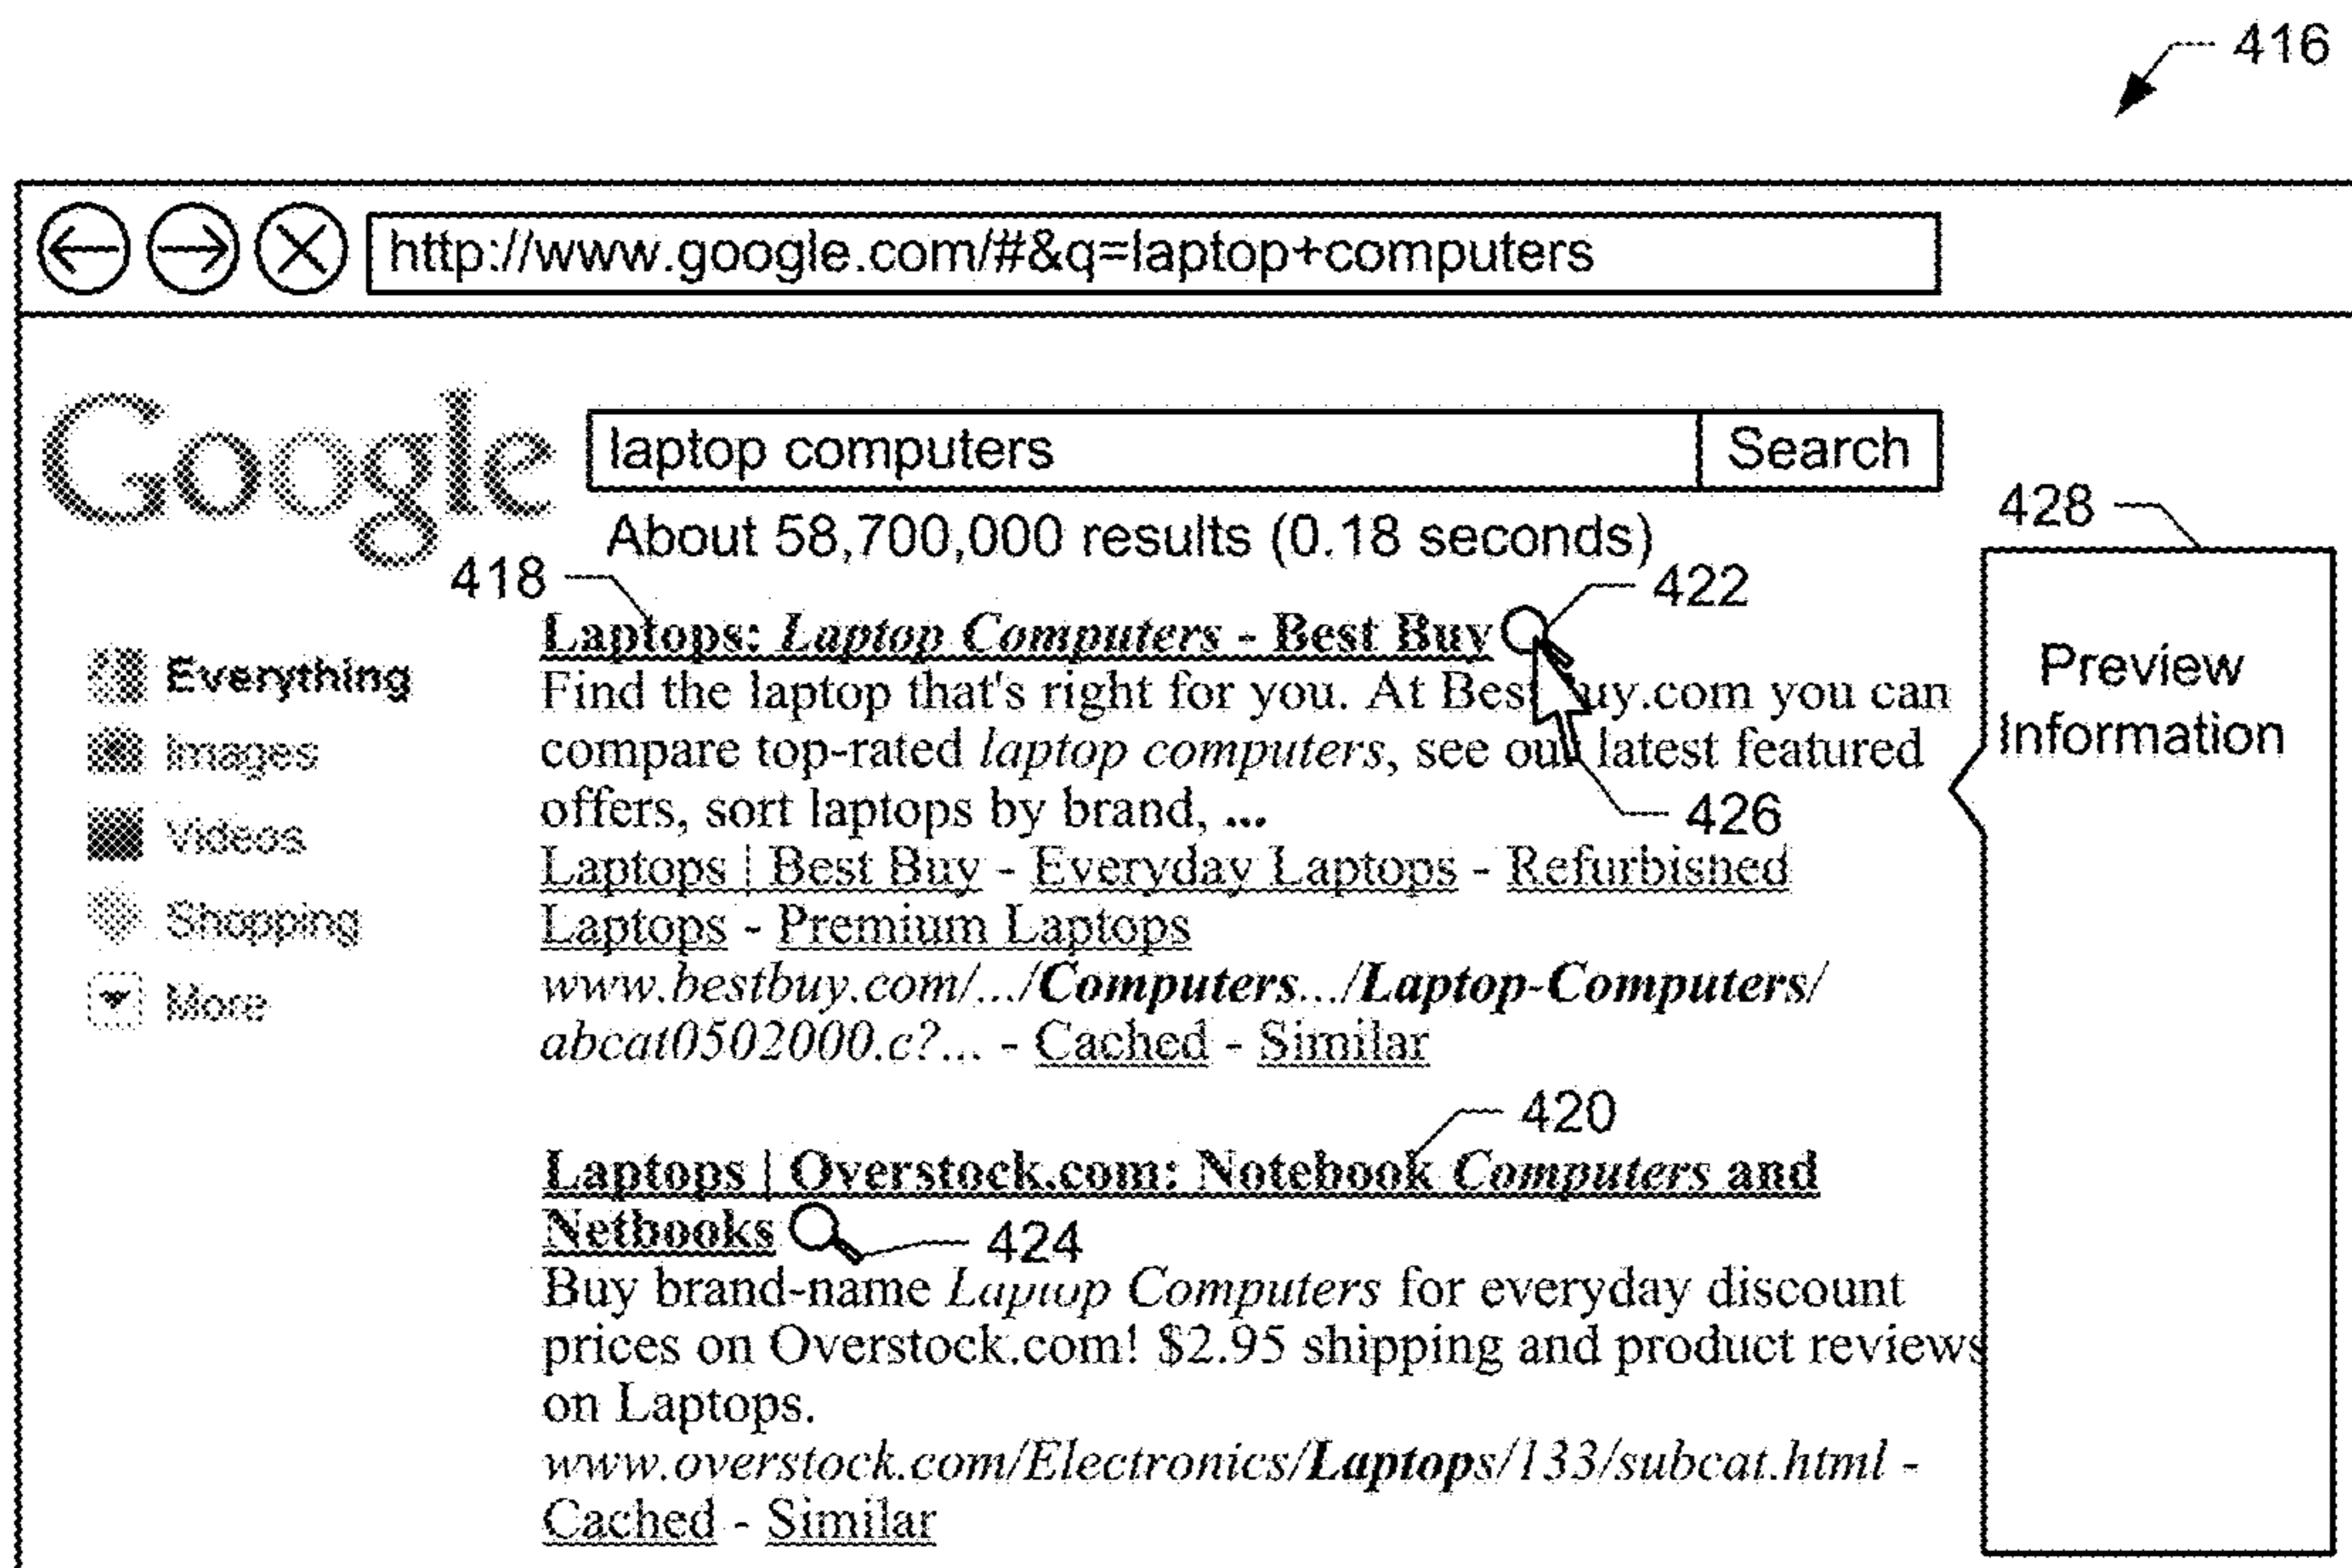 416
http://www.google.com/#&q=laptop+computers
Google
laptop computers
Search
About 58,700,000 results (0.18 seconds)
428
418
422
Laptops: Laptop Computers - Best Buy
Find the laptop that's right for you. At Best uy.com you can
compare top-rated laptop computers, see our latest featured
offers, sort laptops by brand, ...
426
Laptops | Best Buy - Everyday Laptops - Refurbished
Laptops - Premium Laptops
www.bestbuy.com/.../Computers.../Laptop-Computers/
abcat0502000.c?... - Cached - Similar
Everything
Images
Videos
Shopping
More
Preview
Information
420
Laptops | Overstock.com: Notebook Computers and
Netbooks
424
Buy brand-name Laptop Computers for everyday discount
prices on Overstock.com! $2.95 shipping and product reviews
on Laptops.
www.overstock.com/Electronics/Laptops/133/subcat.html -
Cached - Similar